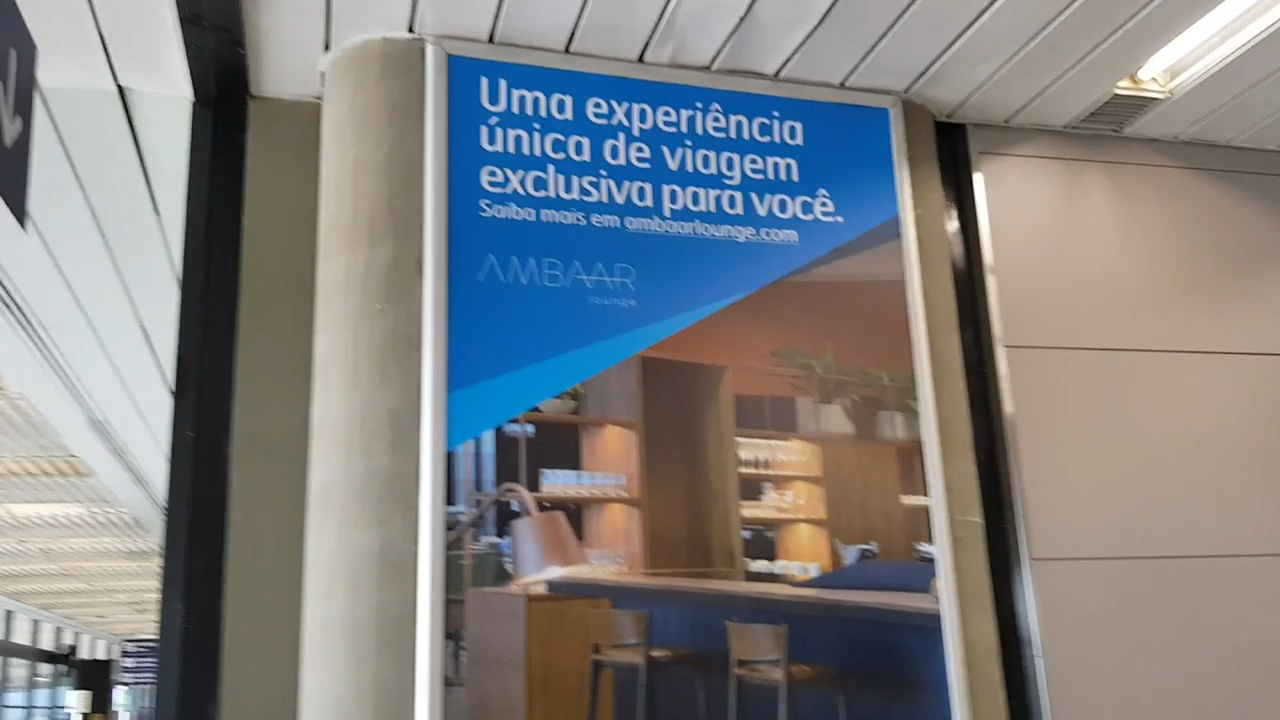 Uma experiência
única de viagem
exclusiva para você.
Saiba mais em ambaarlounge.com
AMBAAR
lounge